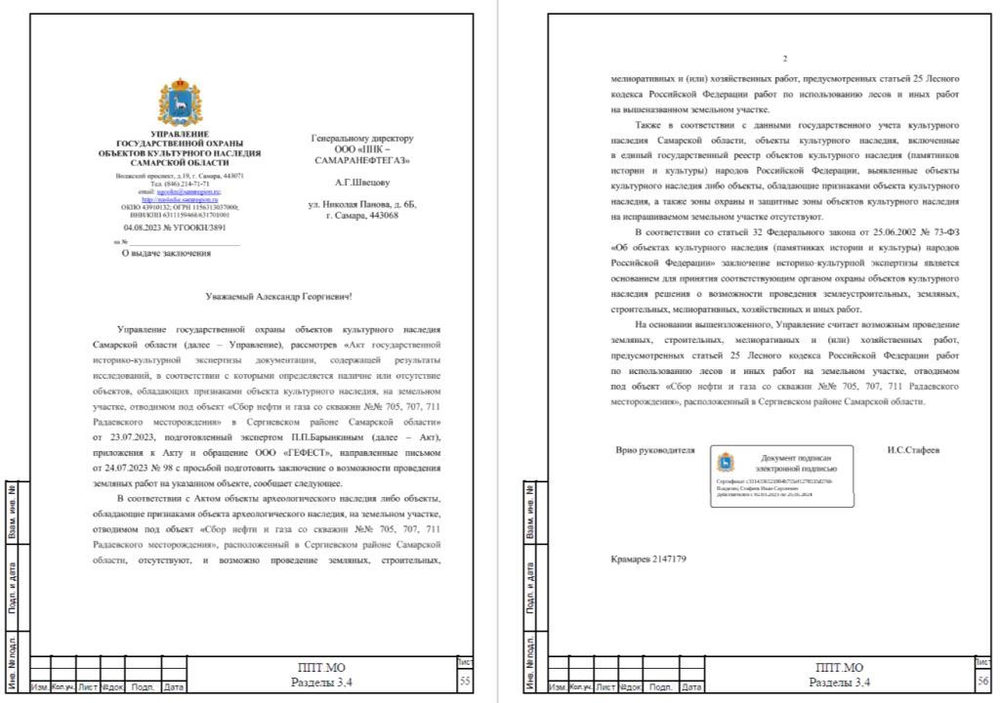 УПРАВЛЕНИЕ
ГОСУДАРСТВЕННОЙ ОХРАНЫ
ОБЪЕКТОВ КУЛЬТУРНОГО НАСЛЕДИЯ
САМАРСКОЙ ОБЛАСТИ
Волжский проспект, д.19, г. Самара, 443071
Тел. (846) 214-71-71
email: ugookn@samregion.ru;
http://nasledie.samregion.ru
ОКПО 43910132; ОГРН 1156313037000;
ИНН/КПП 6311159468/631701001
04.08.2023 № УГООКН/3891
на №
О выдаче заключения
Генеральному директору
ООО «ННК –
САМАРАНЕФТЕГАЗ»
А.Г.Швецову
ул. Николая Панова, д. 6Б,
г. Самара, 443068
Уважаемый Александр Георгиевич!
Управление государственной охраны объектов культурного наследия
Самарской области (далее – Управление), рассмотрев «Акт государственной
историко-культурной экспертизы документации, содержащей результаты
исследований, в соответствии с которыми определяется наличие или отсутствие
объектов, обладающих признаками объекта культурного наследия, на земельном
участке, отводимом под объект «Сбор нефти и газа со скважин №№ 705, 707, 711
Радаевского месторождения» в Сергиевском районе Самарской области»
от 23.07.2023, подготовленный экспертом П.П.Барынкиным (далее – Акт),
приложения к Акту и обращение ООО «ГЕФЕСТ», направленные письмом
от 24.07.2023 № 98 с просьбой подготовить заключение о возможности проведения
земляных работ на указанном объекте, сообщает следующее.
В соответствии с Актом объекты археологического наследия либо объекты,
обладающие признаками объекта археологического наследия, на земельном участке,
отводимом под объект «Сбор нефти и газа со скважин №№ 705, 707, 711
Радаевского месторождения», расположенный в Сергиевском районе Самарской
области, отсутствуют, и возможно проведение земляных, строительных,
Взам. инв. №
Подп. и дата
Инв. № подл.
Изм. Кол.уч. Лист №док Подп. Дата
ППТ.МО
Разделы 3,4
Лист
55
2
мелиоративных и (или) хозяйственных работ, предусмотренных статьей 25 Лесного
кодекса Российской Федерации работ по использованию лесов и иных работ
на вышеназванном земельном участке.
Также в соответствии с данными государственного учета культурного
наследия Самарской области, объекты культурного наследия, включенные
в единый государственный реестр объектов культурного наследия (памятников
истории и культуры) народов Российской Федерации, выявленные объекты
культурного наследия либо объекты, обладающие признаками объекта культурного
наследия, а также зоны охраны и защитные зоны объектов культурного наследия
на испрашиваемом земельном участке отсутствуют.
В соответствии со статьей 32 Федерального закона от 25.06.2002 № 73-ФЗ
«Об объектах культурного наследия (памятниках истории и культуры) народов
Российской Федерации» заключение историко-культурной экспертизы является
основанием для принятия соответствующим органом охраны объектов культурного
наследия решения о возможности проведения землеустроительных, земляных,
строительных, мелиоративных, хозяйственных и иных работ.
На основании вышеизложенного, Управление считает возможным проведение
земляных, строительных, мелиоративных и (или) хозяйственных работ,
предусмотренных статьей 25 Лесного кодекса Российской Федерации работ
по использованию лесов и иных работ на земельном участке, отводимом
под объект «Сбор нефти и газа со скважин №№ 705, 707, 711 Радаевского
месторождения», расположенный в Сергиевском районе Самарской области.
Врио руководителя
Документ подписан
электронной подписью
Сертификат
Владелец Стафеев Иван Сергеевич
Действителен с
И.С.Стафеев
Крамарев 2147179
Взам. инв. №
Подп. и дата
Инв. № подл.
Изм. Кол.уч. Лист №док Подп. Дата
ППТ.МО
Разделы 3,4
Лист
56